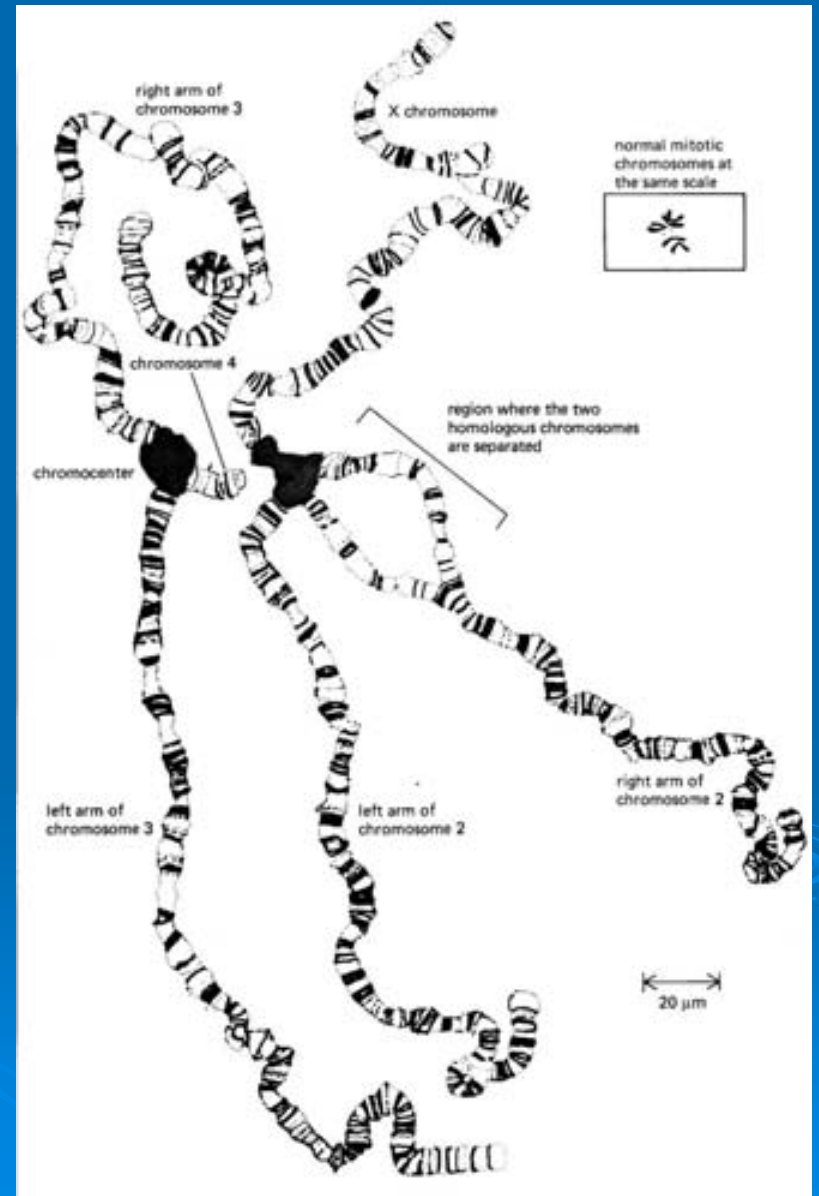 right arm of
chromosome 3
X chromosome
normal mitotic
chromosomes at
the same scale
chromosome 4
region where the two
homologous chromosomes
are separated
chromocenter
right arm of
chromosome 2
left arm of
chromosome 3
left arm of
chromosome 2
20 μm